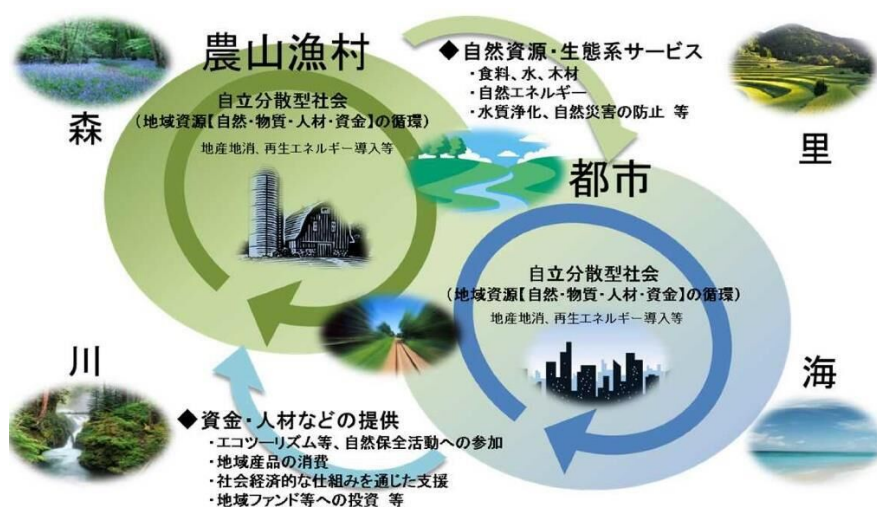 農山漁村
森
自立分散型社会
(地域資源【自然・物質・人材・資金】の循環)
地産地消、再生エネルギー導入等
◆自然資源・生態系サービス
・食料、水、木材
・自然エネルギー
・水質浄化、自然災害の防止 等
里
都市
自立分散型社会
(地域資源【自然・物質・人材・資金】の循環)
地産地消、再生エネルギー導入等
川
◆資金・人材などの提供
・エコツーリズム等、自然保全活動への参加
・地域産品の消費
・社会経済的な仕組みを通じた支援
・地域ファンド等への投資 等
海